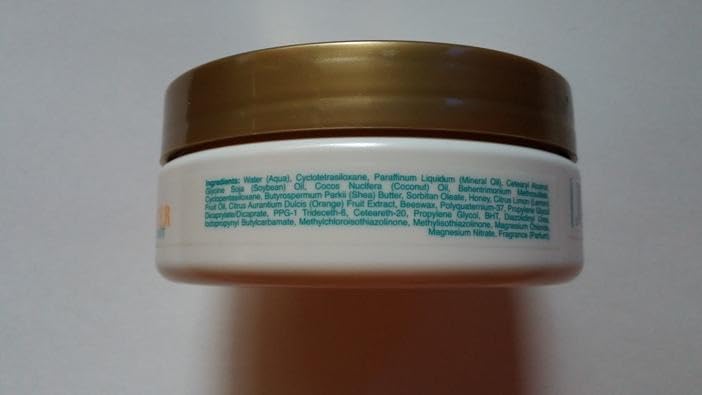 Ingredients: Water (Aqua), Cyclotetrasiloxane, Paraffinum Liquidum (Mineral Oil), Cetearyl Alcohol,
Glycine Soja (Soybean) Oil, Cocos Nucifera (Coconut) Oil, Behentrimonium Methosulfate,
Cyclopentasiloxane, Butyrospermum Parkii (Shea) Butter, Sorbitan Oleate, Honey, Citrus Limon (Lemon)
Fruit Oil, Citrus Aurantium Dulcis (Orange) Fruit Extract, Beeswax, Polyquaternium-37, Propylene Glycol
Dicaprylate/Dicaprate, PPG-1 Trideceth-6, Ceteareth-20, Propylene Glycol, BHT, Diazolidinyl Urea,
Iodopropynyl Butylcarbamate, Methylchloroisothiazolinone, Methylisothiazolinone, Magnesium Chloride,
Magnesium Nitrate, Fragrance (Parfum)